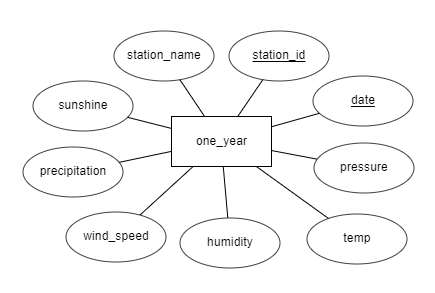 station_name
station_id
sunshine
date
one_year
precipitation
pressure
wind_speed
humidity
temp